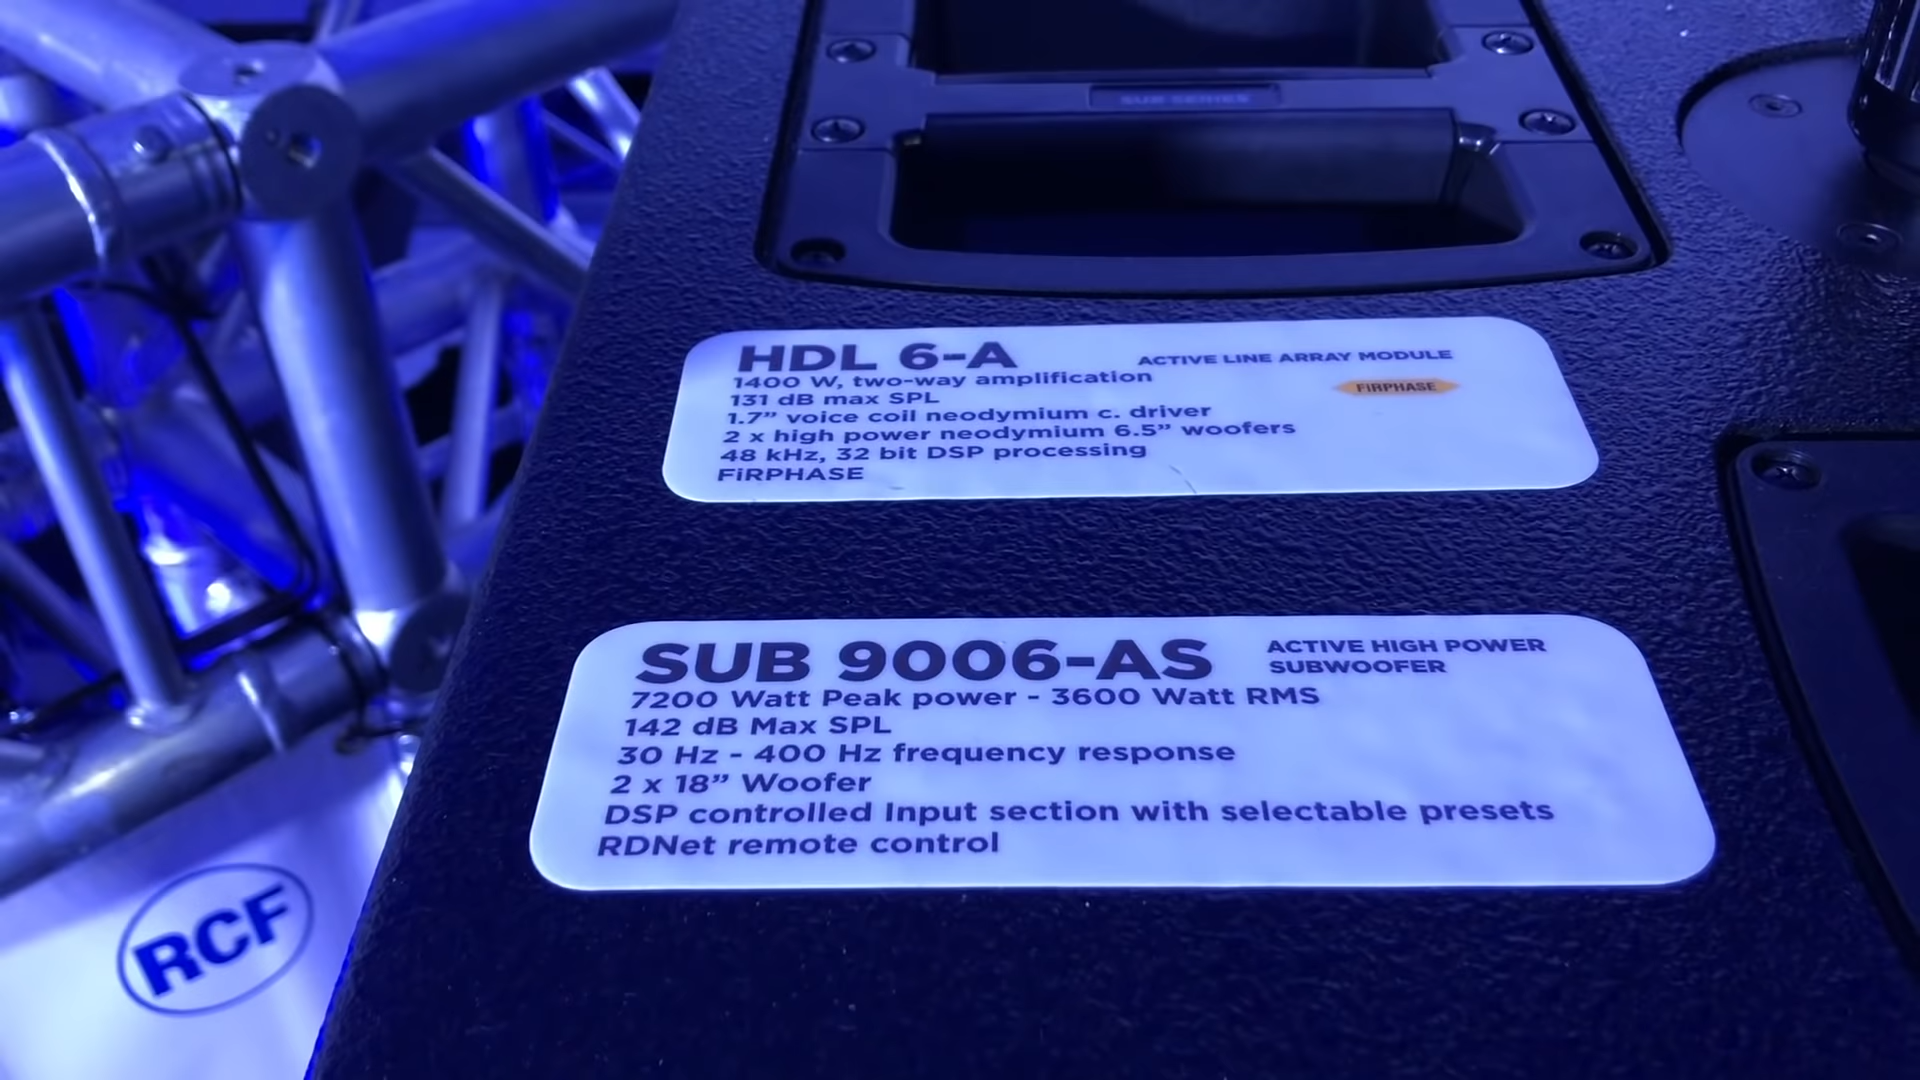 SUB SERIES
HDL 6-A
ACTIVE LINE ARRAY MODULE
1400 W, two-way amplification
FiRPHASE
131 dB max SPL
1.7” voice coil neodymium c. driver
2 x high power neodymium 6.5” woofers
48 kHz, 32 bit DSP processing
FiRPHASE
SUB 9006-AS
ACTIVE HIGH POWER
SUBWOOFER
7200 Watt Peak power - 3600 Watt RMS
142 dB Max SPL
30 Hz - 400 Hz frequency response
2 x 18” Woofer
DSP controlled Input section with selectable presets
RDNet remote control
RCF